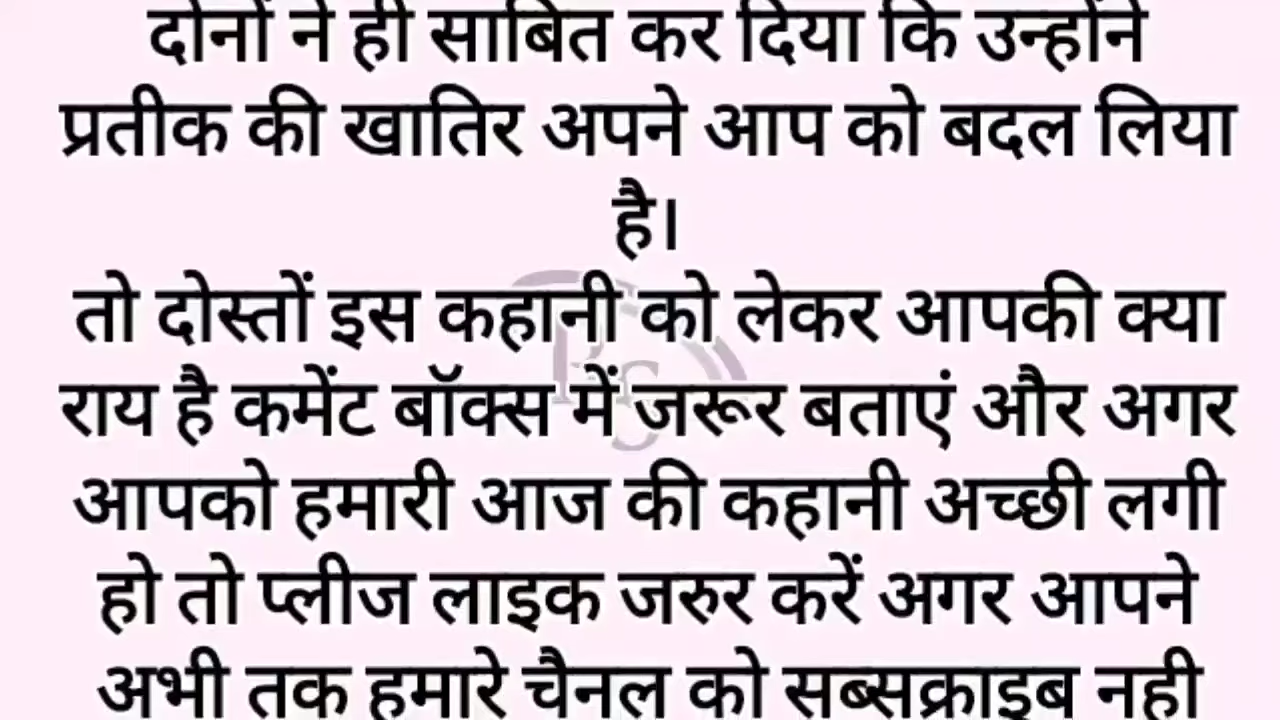 दोनों ने ही साबित कर दिया कि उन्होंने
प्रतीक की खातिर अपने आप को बदल लिया
है।
तो दोस्तों इस कहानी को लेकर आपकी क्या
राय है कमेंट बॉक्स में जरूर बताएं और अगर
आपको हमारी आज की कहानी अच्छी लगी
हो तो प्लीज लाइक जरुर करें अगर आपने
अभी तक हमारे चैनल को सब्सक्राइब नही